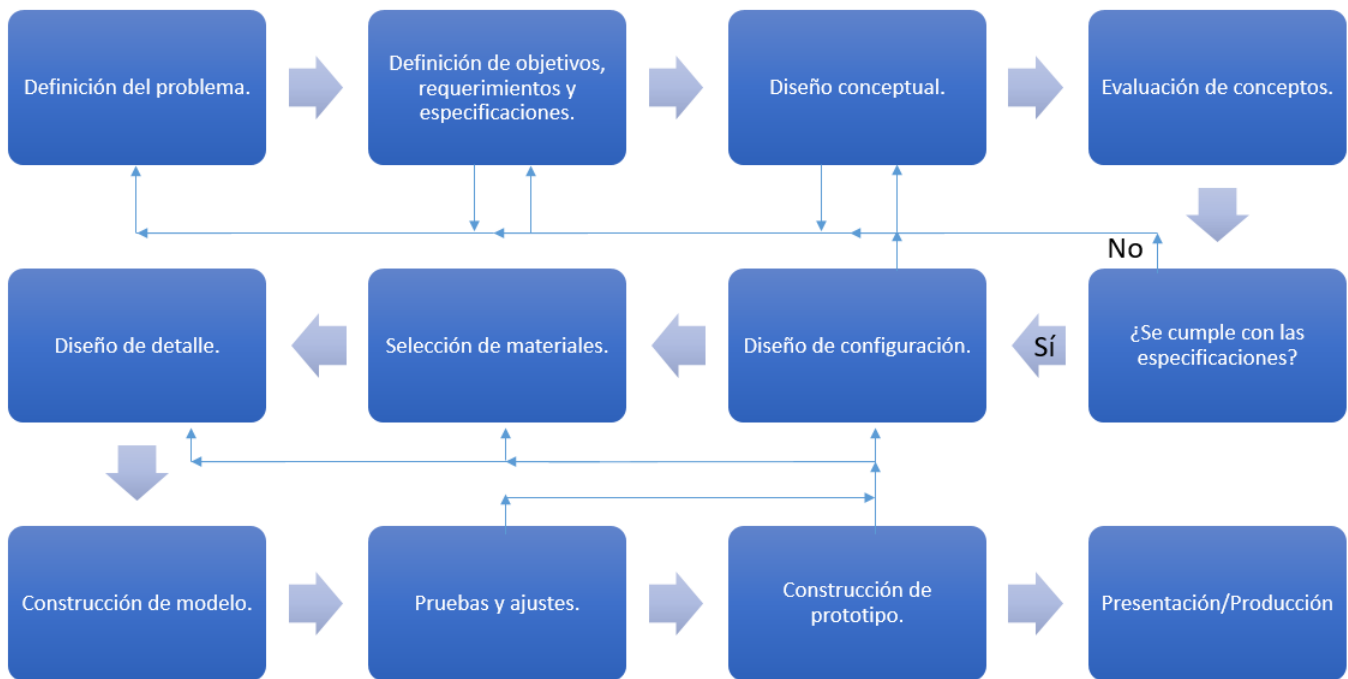 Definición del problema.
Definición de objetivos,
requerimientos y
especificaciones.
Diseño conceptual.
Evaluación de conceptos.
No
Diseño de detalle.
Selección de materiales.
Diseño de configuración.
Sí
¿Se cumple con las
especificaciones?
Construcción de modelo.
Pruebas y ajustes.
Construcción de
prototipo.
Presentación/Producción